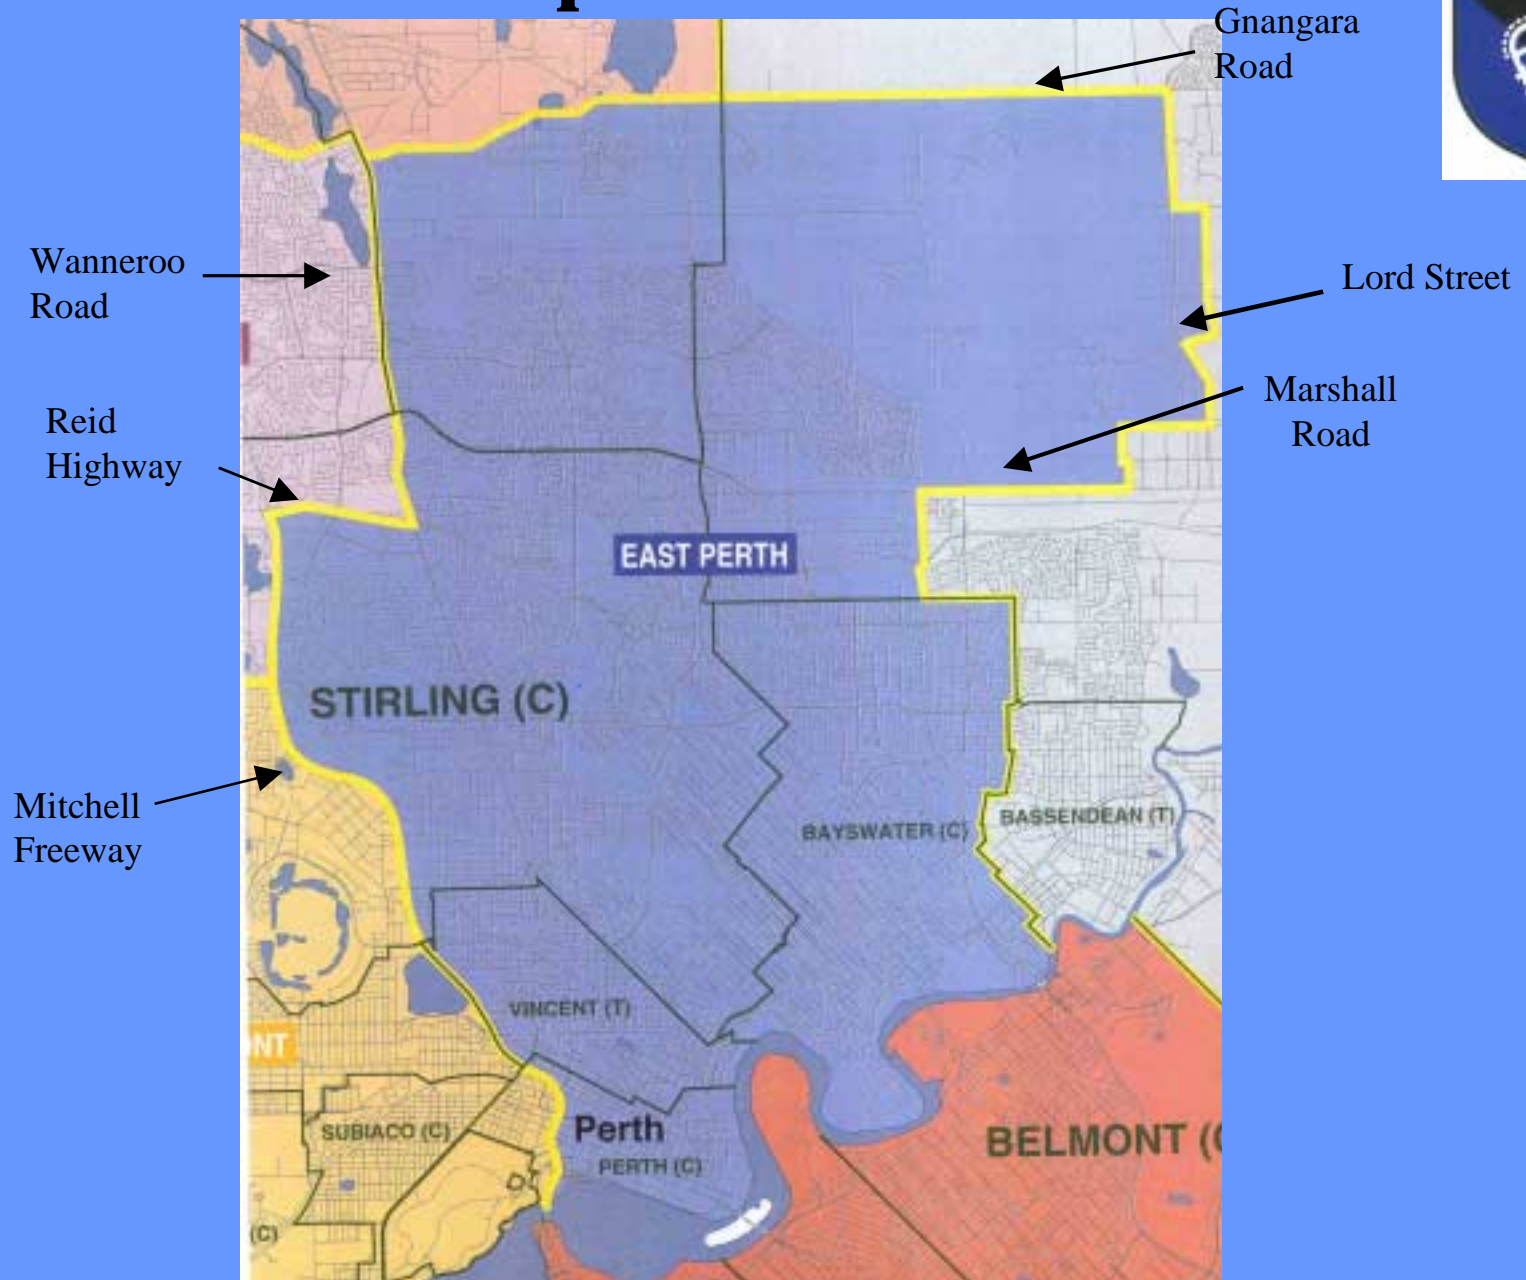 Gnangara
Road
Wanneroo
Road
Lord Street
Marshall
Road
Reid
Highway
EAST PERTH
STIRLING (C)
Mitchell
Freeway
BAYSWATER (C)
BASSENDEAN (T)
VINCENT (T)
NT
SUBIACO (C)
Perth
PERTH (C)
BELMONT (
(C)